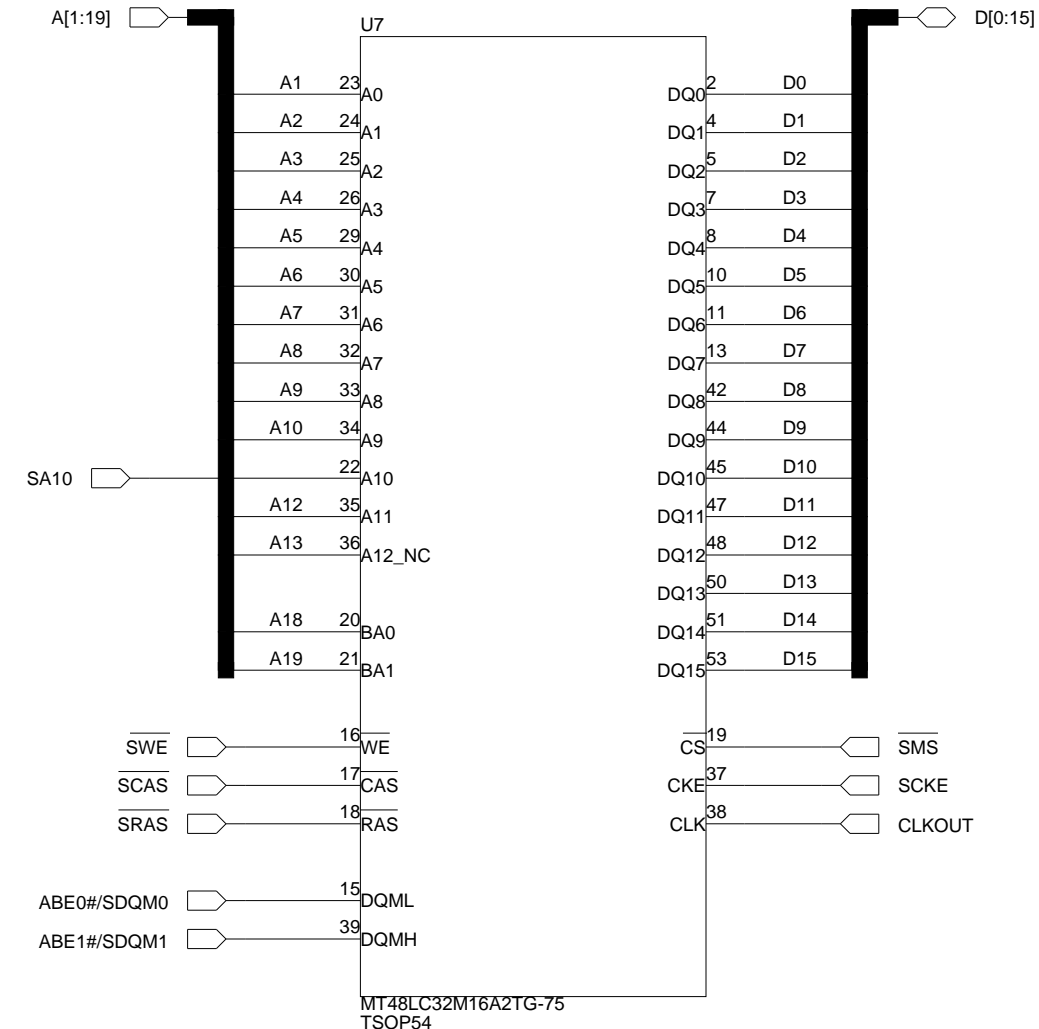 A[1:19] D[0:15]
U7
A1 23 A0 DQ0 2 D0
A2 24 A1 DQ1 4 D1
A3 25 A2 DQ2 5 D2
A4 26 A3 DQ3 7 D3
A5 29 A4 DQ4 8 D4
A6 30 A5 DQ5 10 D5
A7 31 A6 DQ6 11 D6
A8 32 A7 DQ7 13 D7
A9 33 A8 DQ8 42 D8
A10 34 A9 DQ9 44 D9
SA10 22 A10 DQ10 45 D10
A12 35 A11 DQ11 47 D11
A13 36 A12_NC DQ12 48 D12
DQ13 50 D13
A18 20 BA0 DQ14 51 D14
A19 21 BA1 DQ15 53 D15
SWE 16 WE CS 19 SMS
SCAS 17 CAS CKE 37 SCKE
SRAS 18 RAS CLK 38 CLKOUT
ABE0#/SDQM0 15 DQML
ABE1#/SDQM1 39 DQMH
MT48LC32M16A2TG-75
TSOP54